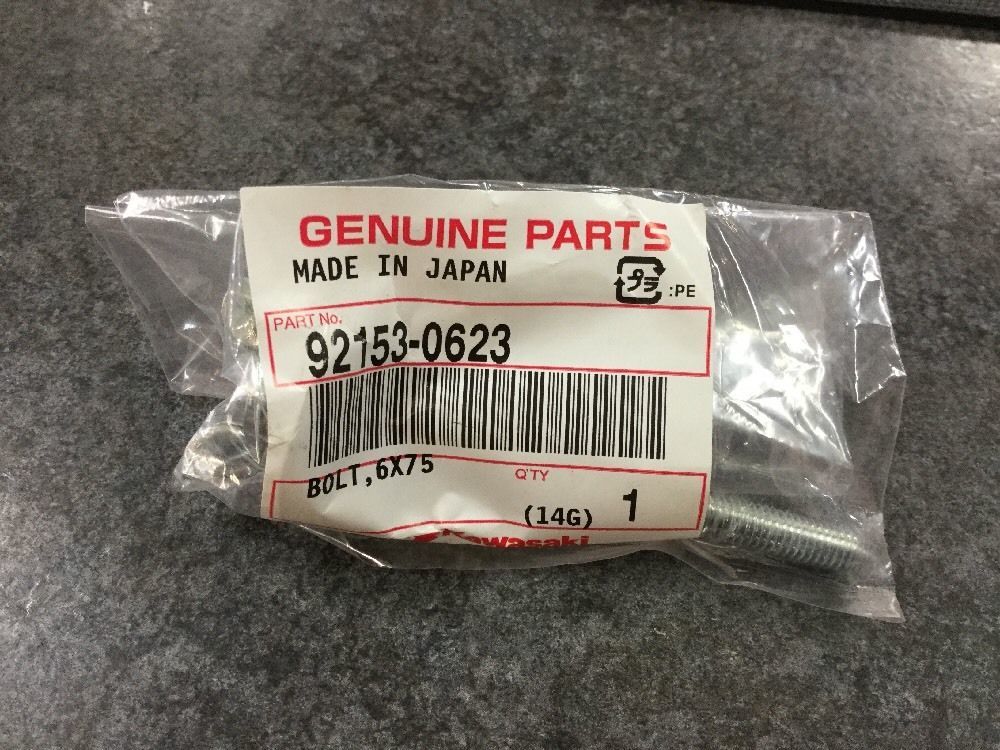 GENUINE PARTS
MADE IN JAPAN
プラ :PE
PART No.
92153-0623
BOLT,6X75
Q'TY
(14G) 1
Kawasaki